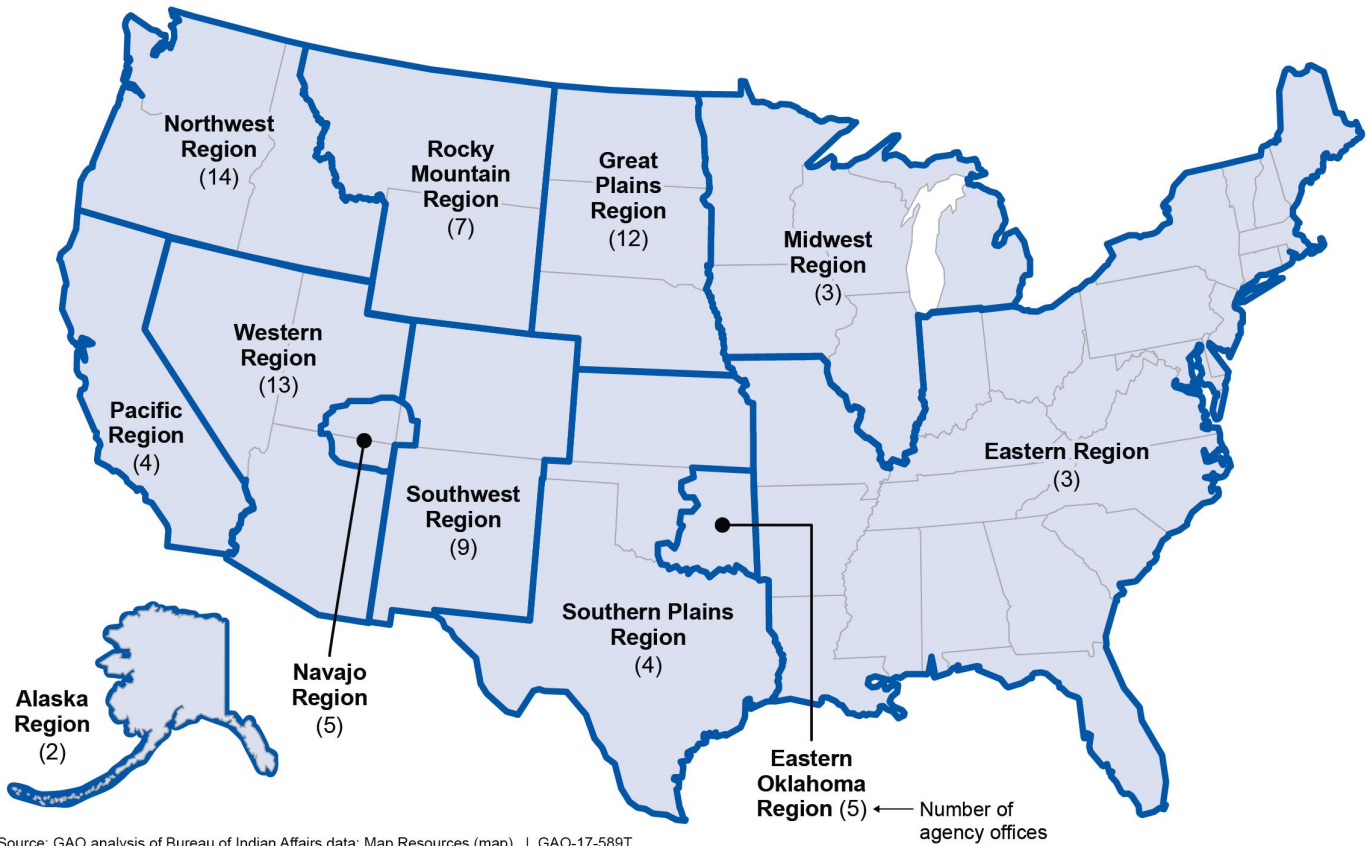 Northwest
Region
(14)
Rocky
Mountain
Region
(7)
Great
Plains
Region
(12)
Midwest
Region
(3)
Western
Region
(13)
Pacific
Region
(4)
Eastern Region
(3)
Southwest
Region
(9)
Southern Plains
Region
(4)
Navajo
Region
(5)
Alaska
Region
(2)
Eastern
Oklahoma
Region (5)
Number of
agency offices
Source: GAO analysis of Bureau of Indian Affairs data; Map Resources (map). | GAO-17-589T